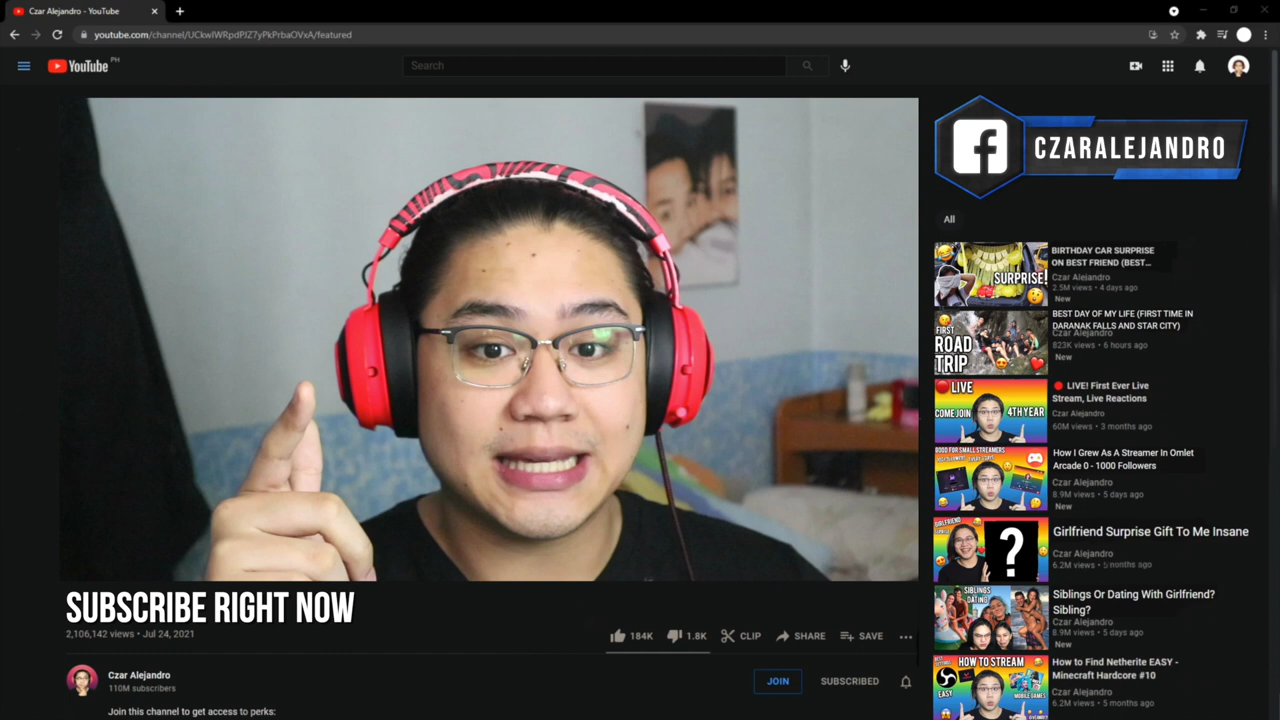 Czar Alejandro - YouTube
youtube.com/channel/UCkwIWRpdPJZ7yPkPrbaOVxA/featured
YouTube PH
Search
CZARALEJANDRO
All
SURPRISE!
BIRTHDAY CAR SURPRISE
ON BEST FRIEND (BEST...
Czar Alejandro
2.5M views • 4 days ago
New
FIRST
ROAD
TRIP
BEST DAY OF MY LIFE (FIRST TIME IN
DARANAK FALLS AND STAR CITY)
Czar Alejandro
823K views • 6 hours ago
New
LIVE
COME JOIN
4TH YEAR
LIVE! First Ever Live
Stream, Live Reactions
Czar Alejandro
60M views • 3 months ago
GOOD FOR SMALL STREAMERS
How I Grew As A Streamer In Omlet
Arcade 0 - 1000 Followers
Czar Alejandro
8.9M views • 5 days ago
New
GIRLFRIEND
?
Girlfriend Surprise Gift To Me Insane
Czar Alejandro
6.2M views • 5 months ago
SIBLINGS
DATING
Siblings Or Dating With Girlfriend?
Sibling?
Czar Alejandro
8.9M views • 5 days ago
New
HOW TO STREAM
EASY
MOBILE GAMES
How to Find Netherite EASY -
Minecraft Hardcore #10
Czar Alejandro
6.2M views • 5 months ago
SUBSCRIBE RIGHT NOW
2,106,142 views • Jul 24, 2021
184K
1.8K
CLIP
SHARE
SAVE
Czar Alejandro
110M subscribers
JOIN
SUBSCRIBED
Join this channel to get access to perks: